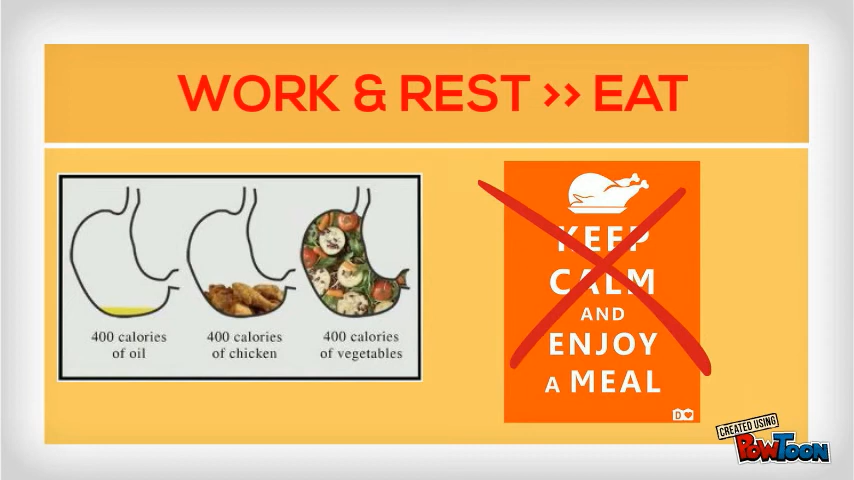 WORK & REST >> EAT
400 calories
of oil
400 calories
of chicken
400 calories
of vegetables
KEEP
CALM
AND
ENJOY
A MEAL
D
CREATED USING
POWTOON